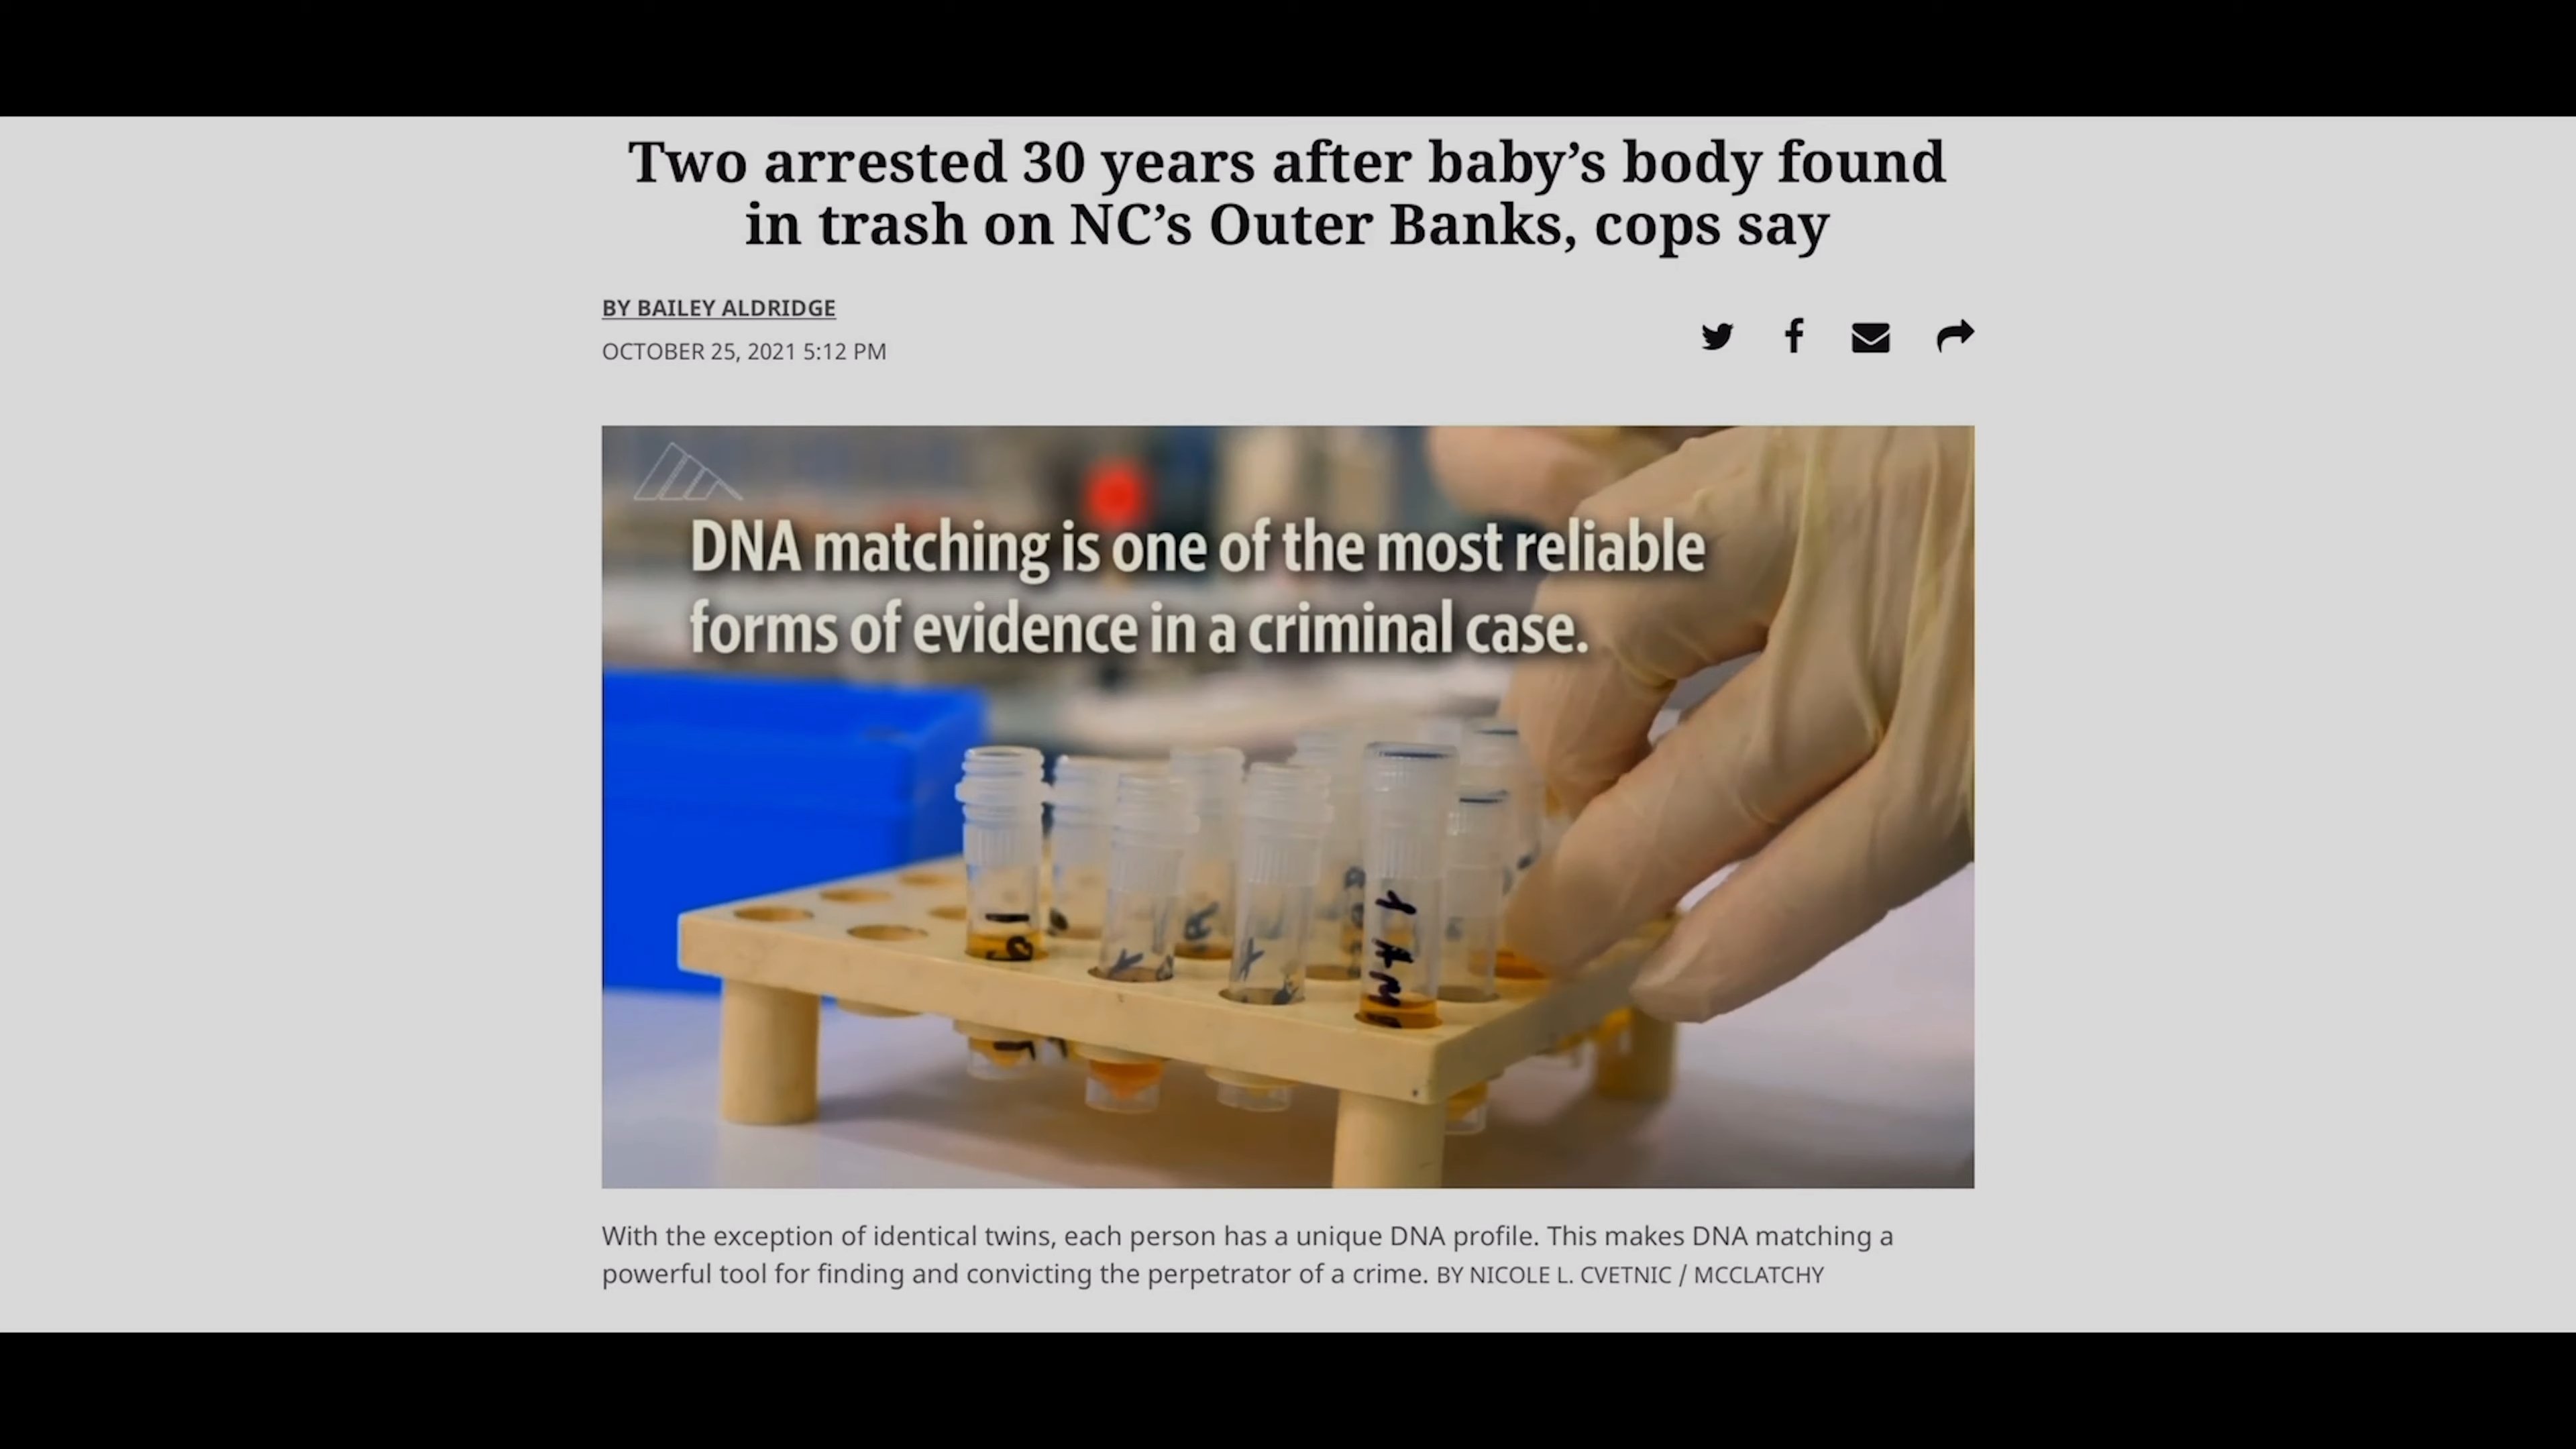 Two arrested 30 years after baby’s body found
in trash on NC’s Outer Banks, cops say
BY BAILEY ALDRIDGE
OCTOBER 25, 2021 5:12 PM
DNA matching is one of the most reliable
forms of evidence in a criminal case.
With the exception of identical twins, each person has a unique DNA profile. This makes DNA matching a
powerful tool for finding and convicting the perpetrator of a crime. BY NICOLE L. CVETNIC / MCCLATCHY